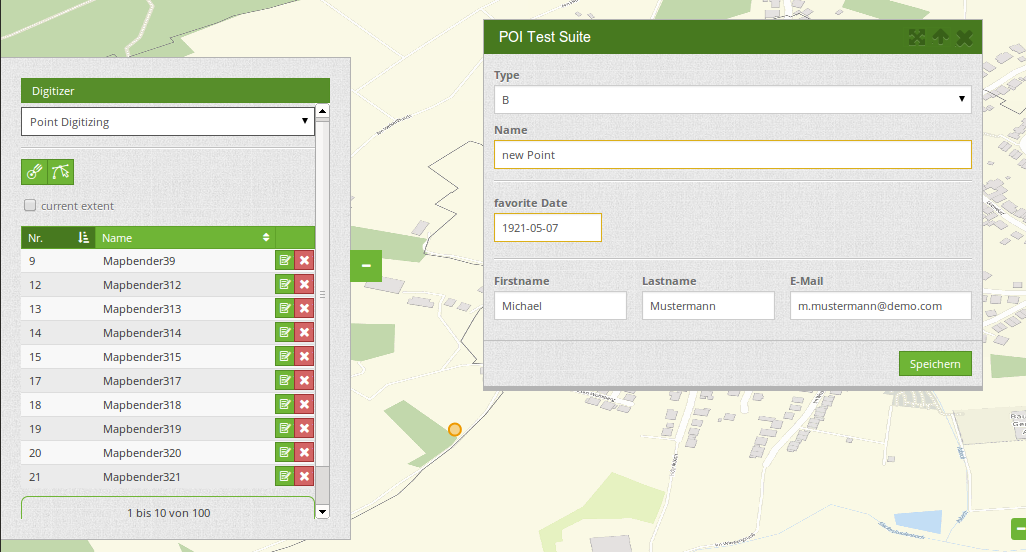 Digitizer
Point Digitizing
current extent
Nr. Name
9 Mapbender39
12 Mapbender312
13 Mapbender313
14 Mapbender314
15 Mapbender315
17 Mapbender317
18 Mapbender318
19 Mapbender319
20 Mapbender320
21 Mapbender321
1 bis 10 von 100
POI Test Suite
Type
B
Name
new Point
favorite Date
1921-05-07
Firstname Lastname E-Mail
Michael Mustermann m.mustermann@demo.com
Speichern